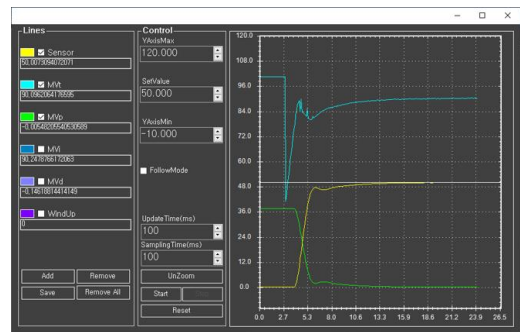 Lines
Sensor
50,0073094072071
MVt
90,0962064176595
MVp
-0,00548205540530589
MVi
90,2478766172063
MVd
-0,14618814414149
WindUp
0
Add
Remove
Save
Remove All
Control
YAxisMax
120.000
SetValue
50.000
YAxisMin
-10.000
FollowMode
UpdateTime(ms)
100
SamplingTime(ms)
100
UnZoom
Start
Reset
120.0
108.0
96.0
84.0
72.0
60.0
48.0
36.0
24.0
12.0
0.0
0.0 2.7 5.3 8.0 10.6 13.3 15.9 18.6 21.2 23.9 26.5